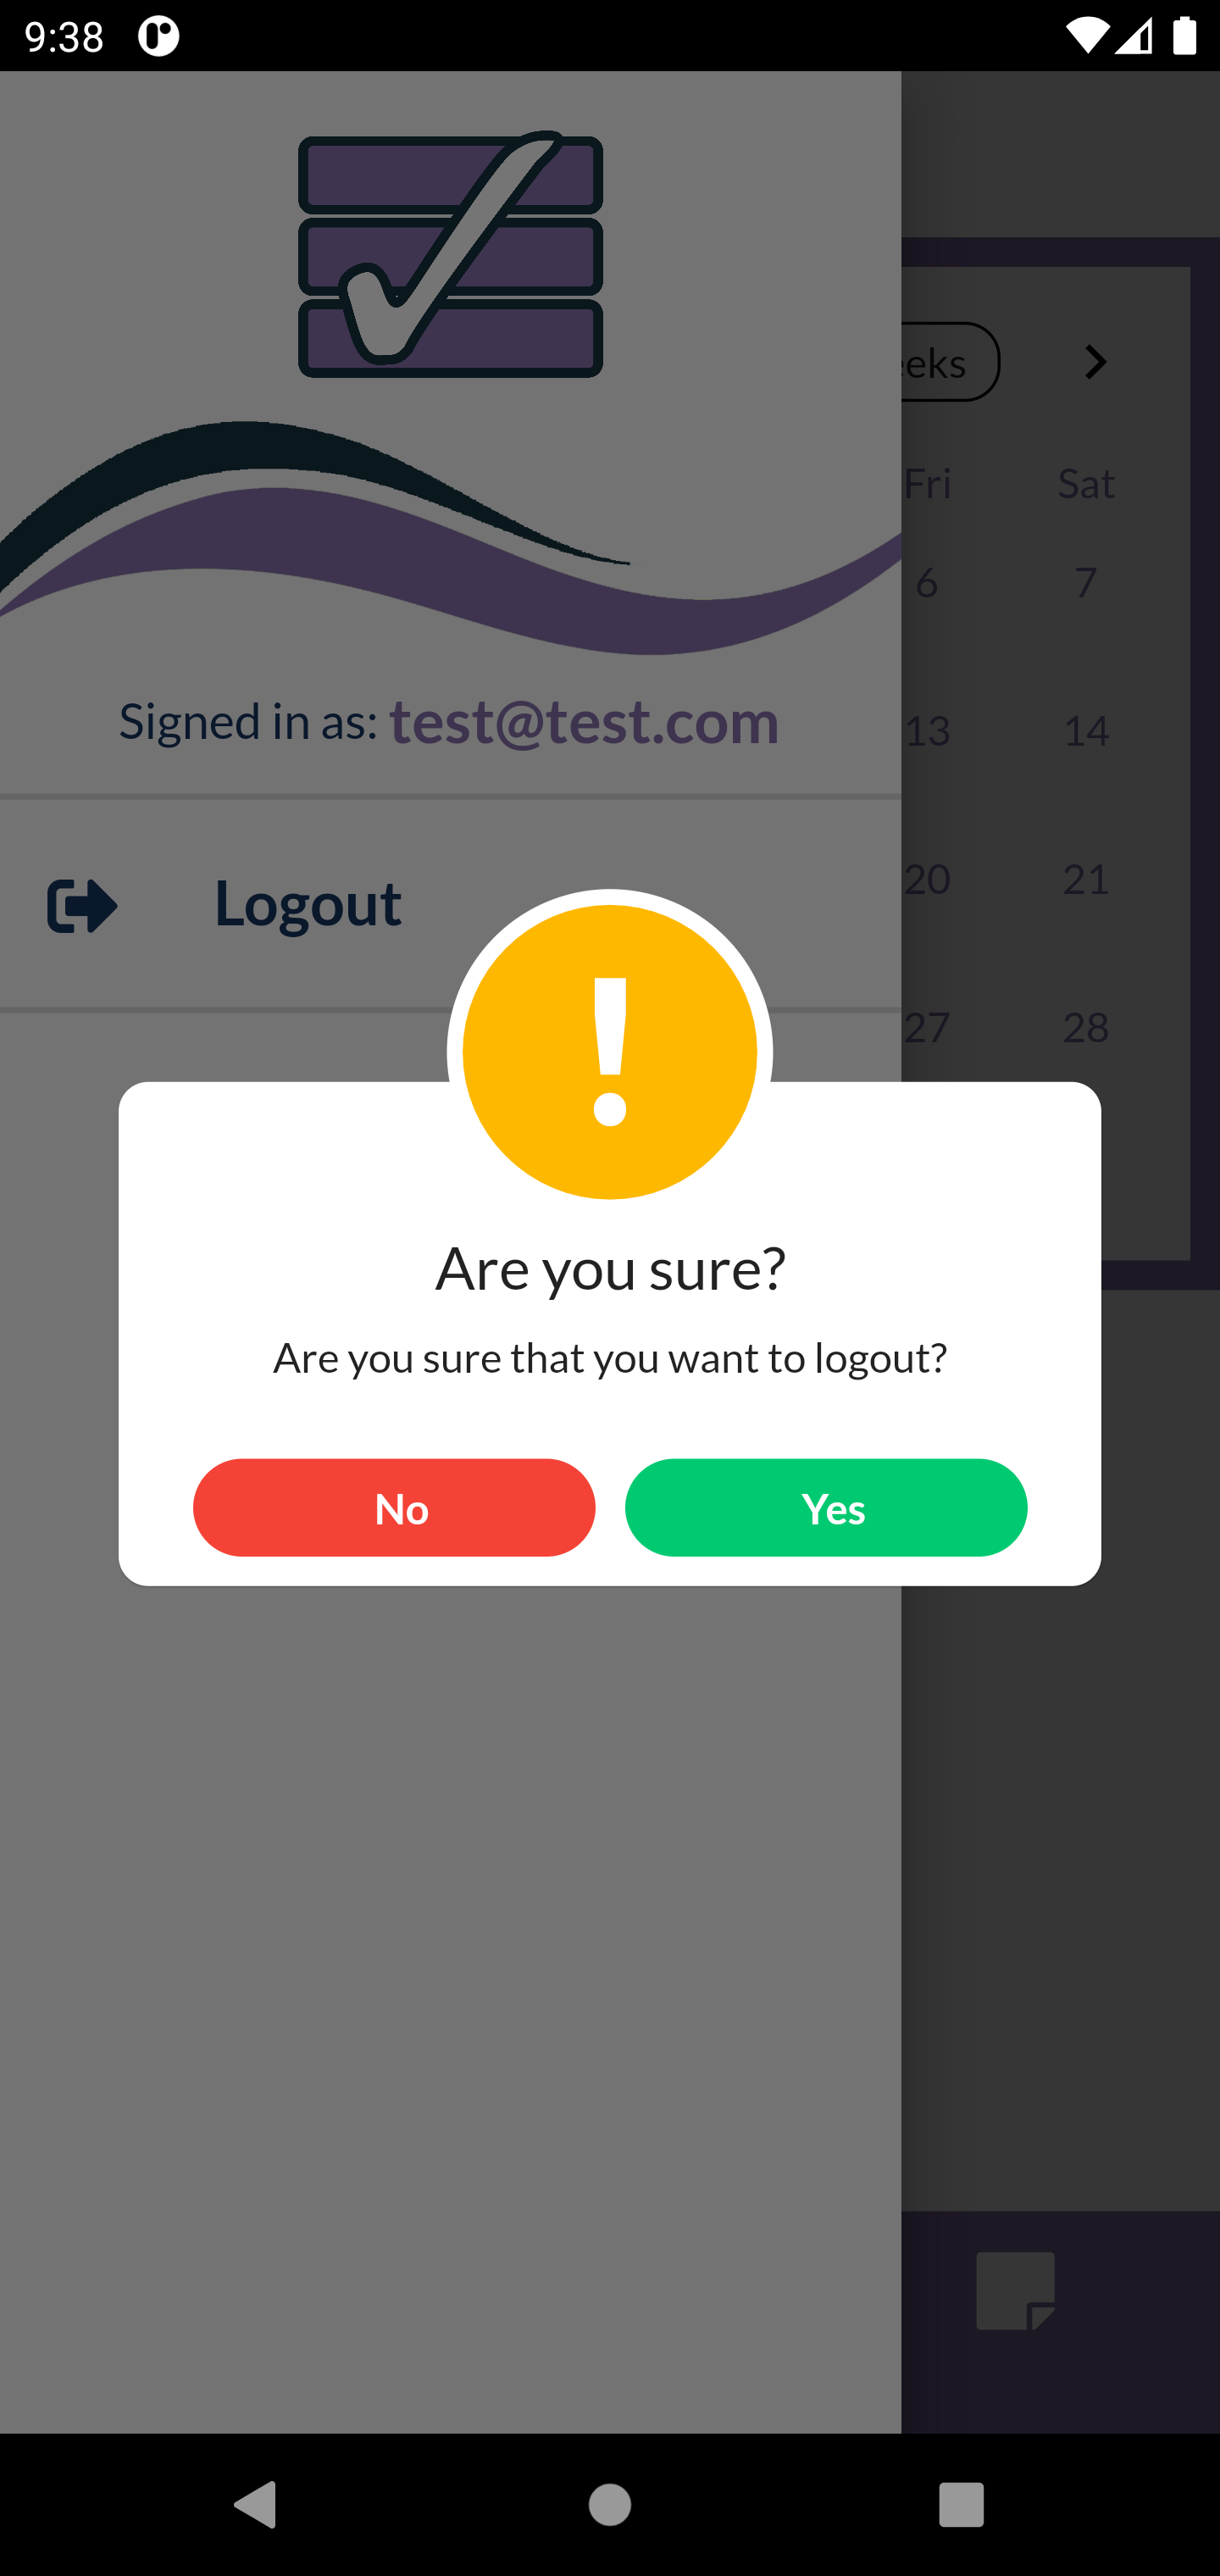 9:38
eeks
Fri Sat
6 7
Signed in as: test@test.com
13 14
Logout
20 21
27 28
!
Are you sure?
Are you sure that you want to logout?
No Yes